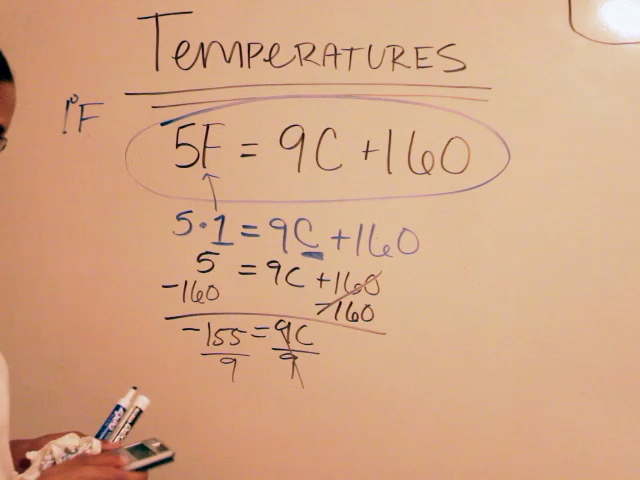 TEMPERATURES
1°F
5F = 9C + 160
5·1 = 9C + 160
5 = 9C + 160
-160 -160
-155 = 9C
9 9